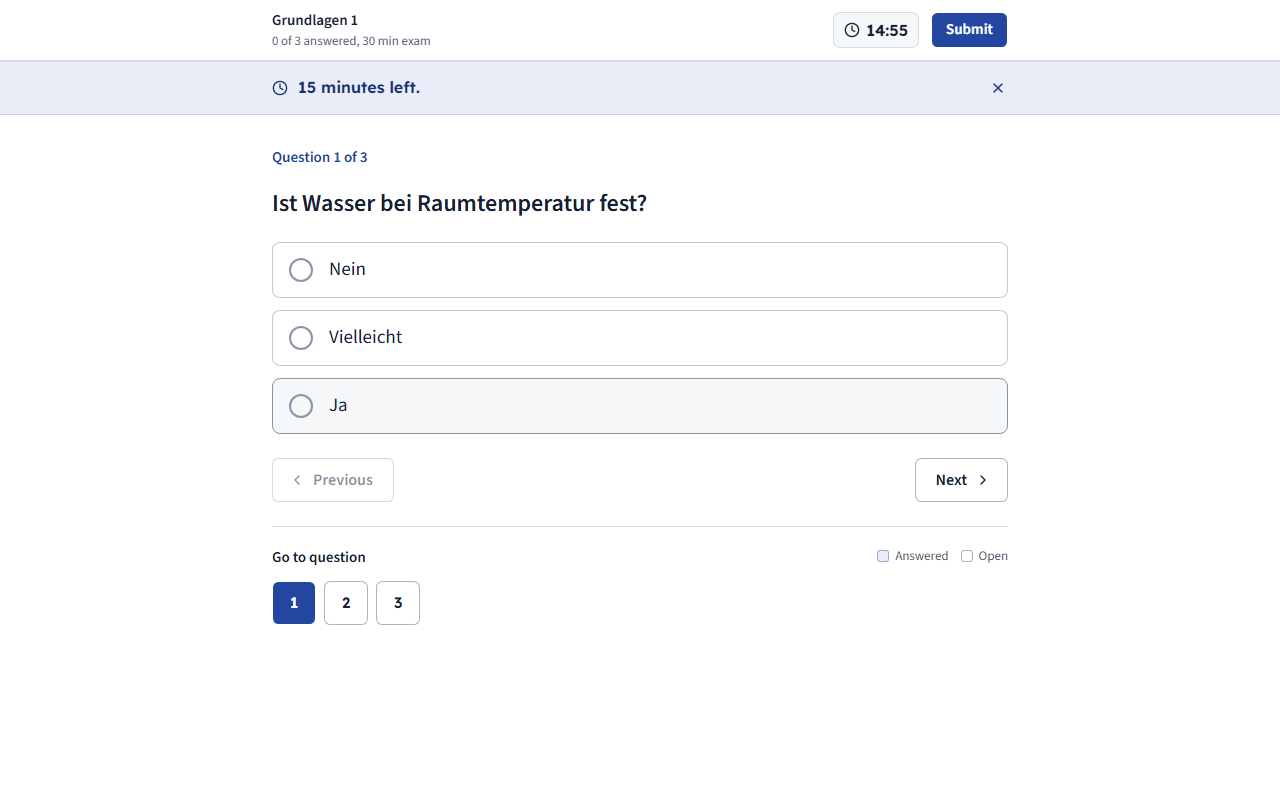 Grundlagen 1
0 of 3 answered, 30 min exam
14:55
Submit
15 minutes left.
Question 1 of 3
Ist Wasser bei Raumtemperatur fest?
Nein
Vielleicht
Ja
Previous
Next
Go to question
Answered
Open
1
2
3